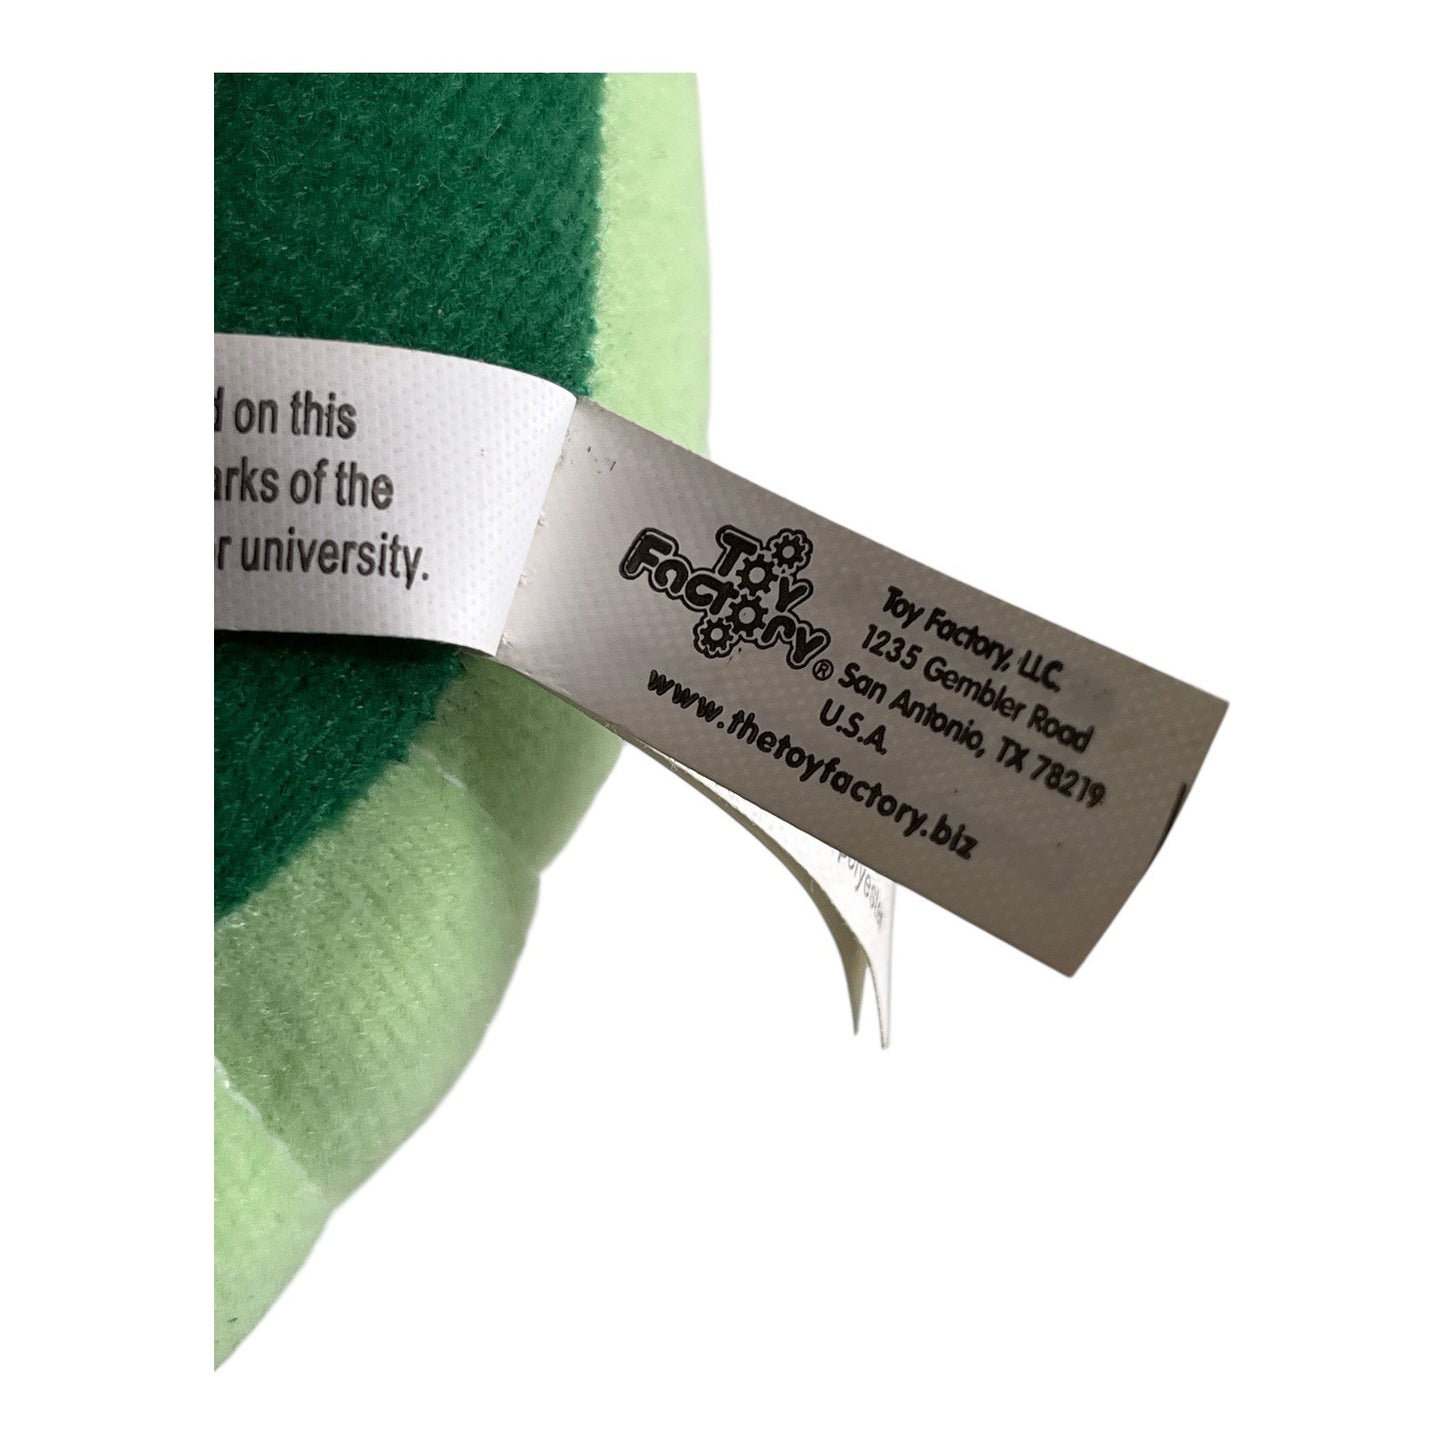 on this
of the
university.
Toy
Factory®
Toy Factory, LLC.
1235 Gembler Road
San Antonio, TX 78219
U.S.A.
www.thetoyfactory.biz
polyester